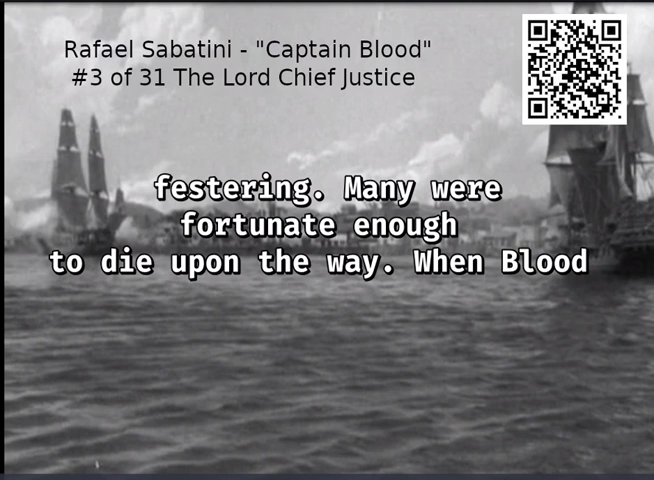 Rafael Sabatini - "Captain Blood"
#3 of 31 The Lord Chief Justice
festering. Many were
fortunate enough
to die upon the way. When Blood